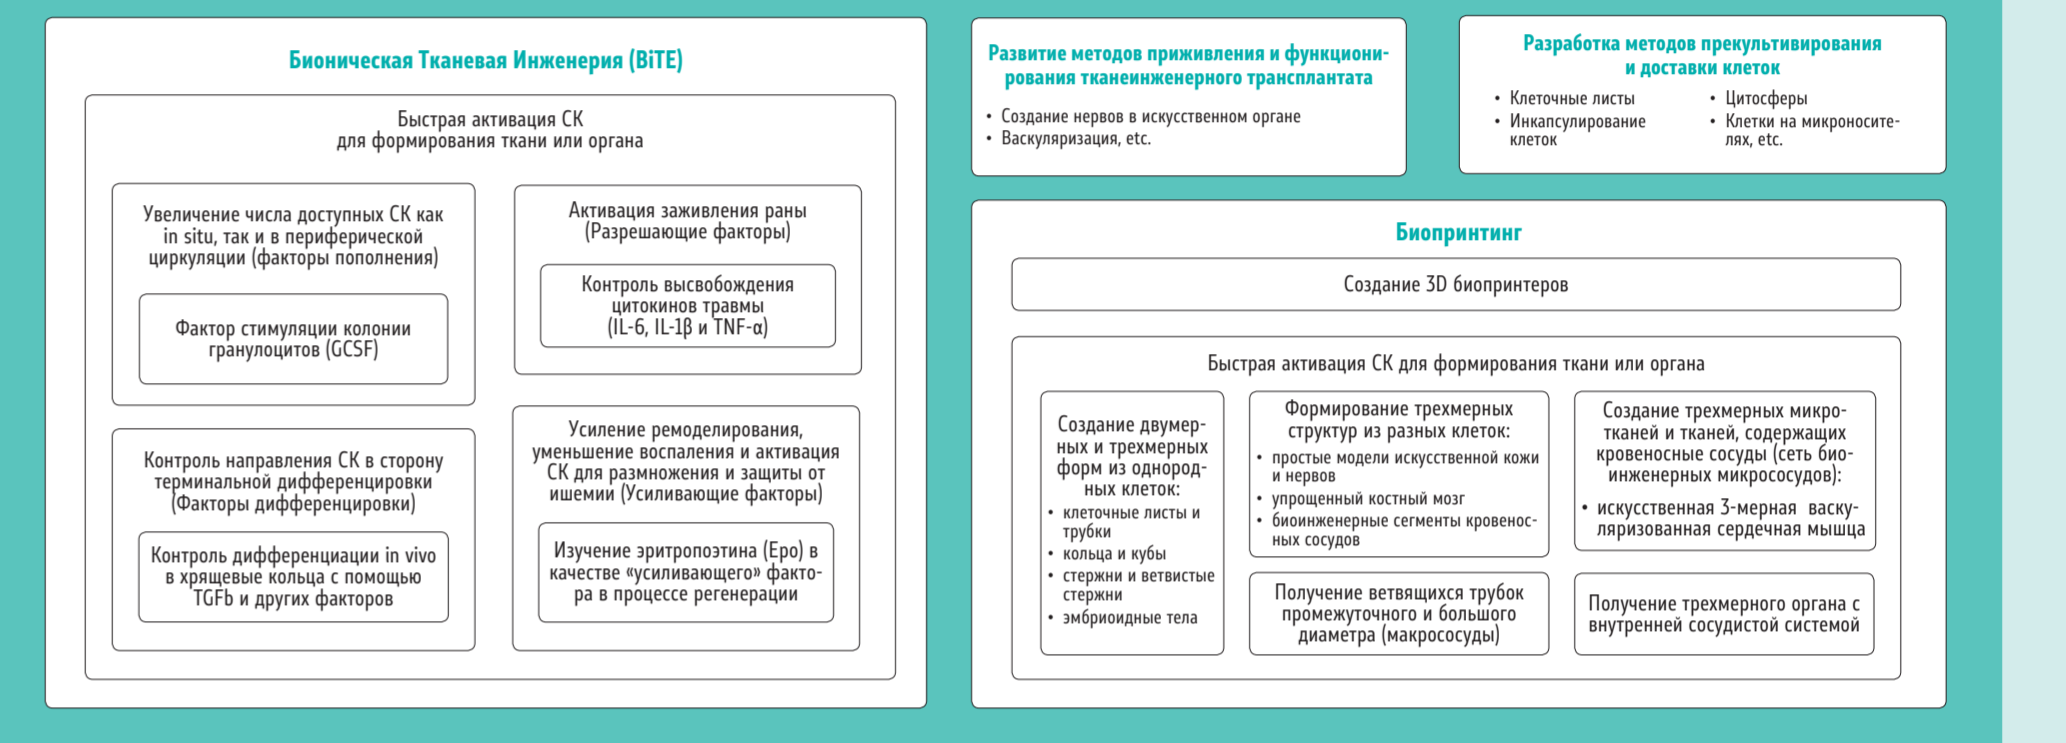 Бионическая Тканевая Инженерия (BiTE)
Быстрая активация СК
для формирования ткани или органа
Увеличение числа доступных СК как
in situ, так и в периферической
циркуляции (факторы пополнения)
Фактор стимуляции колонии
гранулоцитов (GCSF)
Активация заживления раны
(Разрешающие факторы)
Контроль высвобождения
цитокинов травмы
(IL-6, IL-1β и TNF-α)
Контроль направления СК в сторону
терминальной дифференцировки
(Факторы дифференцировки)
Контроль дифференциации in vivo
в хрящевые кольца с помощью
TGFb и других факторов
Усиление ремоделирования,
уменьшение воспаления и активация
СК для размножения и защиты от
ишемии (Усиливающие факторы)
Изучение эритропоэтина (Epo) в
качестве «усиливающего» факто-
ра в процессе регенерации
Развитие методов приживления и функциони-
рования тканеинженерного трансплантата
• Создание нервов в искусственном органе
• Васкуляризация, etc.
Разработка методов прекультивирования
и доставки клеток
• Клеточные листы
• Инкапсулирование
клеток
• Цитосферы
• Клетки на микроносите-
лях, etc.
Биопринтинг
Создание 3D биопринтеров
Быстрая активация СК для формирования ткани или органа
Создание двумер-
ных и трехмерных
форм из однород-
ных клеток:
• клеточные листы и
трубки
• кольца и кубы
• стержни и ветвистые
стержни
• эмбриоидные тела
Формирование трехмерных
структур из разных клеток:
• простые модели искусственной кожи
и нервов
• упрощенный костный мозг
• биоинженерные сегменты кровенос-
ных сосудов
Получение ветвящихся трубок
промежуточного и большого
диаметра (макрососуды)
Создание трехмерных микро-
тканей и тканей, содержащих
кровеносные сосуды (сеть био-
инженерных микрососудов):
• искусственная 3-мерная васку-
ляризованная сердечная мышца
Получение трехмерного органа с
внутренней сосудистой системой